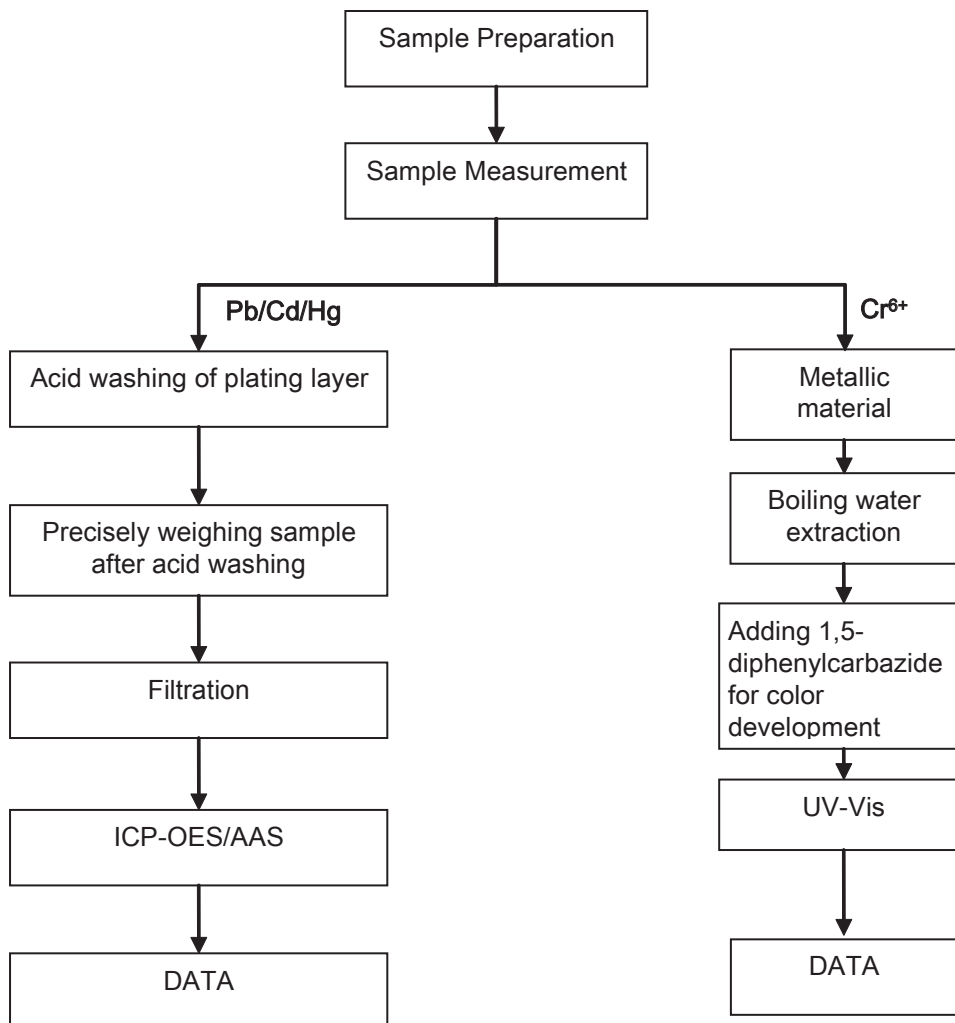 Sample Preparation
Sample Measurement
Pb/Cd/Hg
Cr⁶⁺
Acid washing of plating layer
Precisely weighing sample
after acid washing
Filtration
ICP-OES/AAS
DATA
Metallic
material
Boiling water
extraction
Adding 1,5-
diphenylcarbazide
for color
development
UV-Vis
DATA